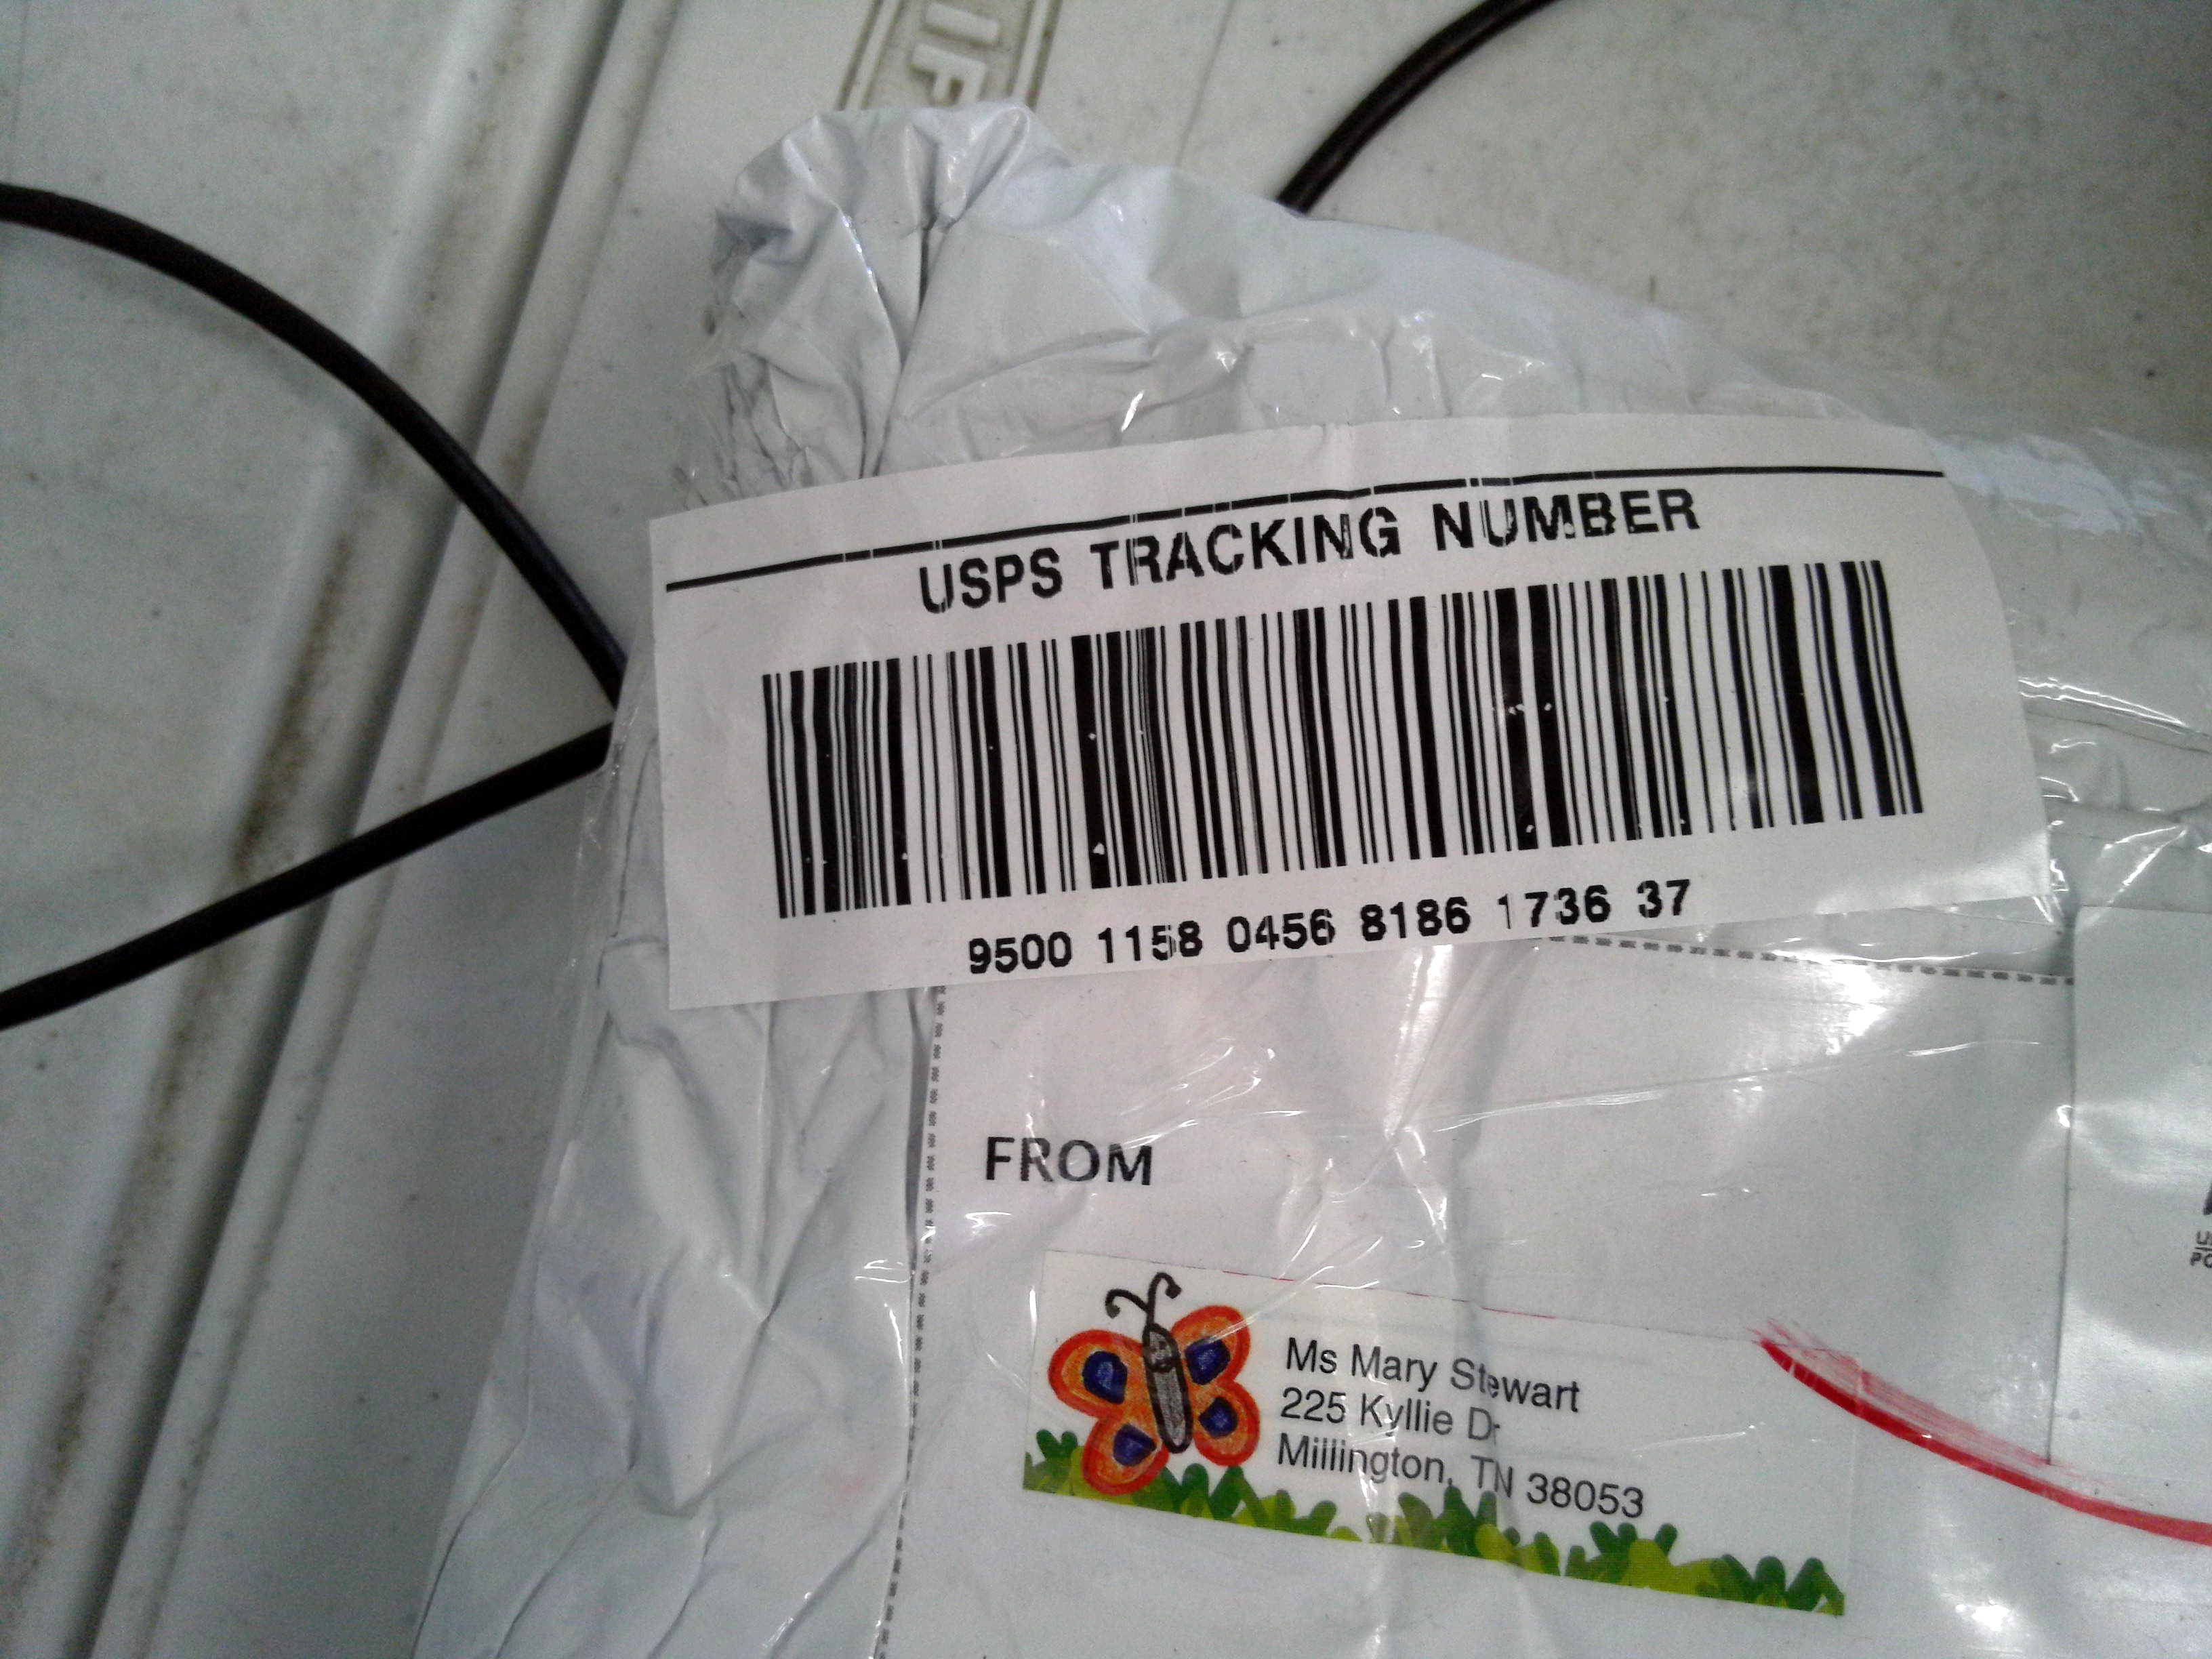 USPS TRACKING NUMBER
9500 1158 0456 8186 1736 37
FROM
Ms Mary Stewart
225 Kyllie Dr
Millington, TN 38053